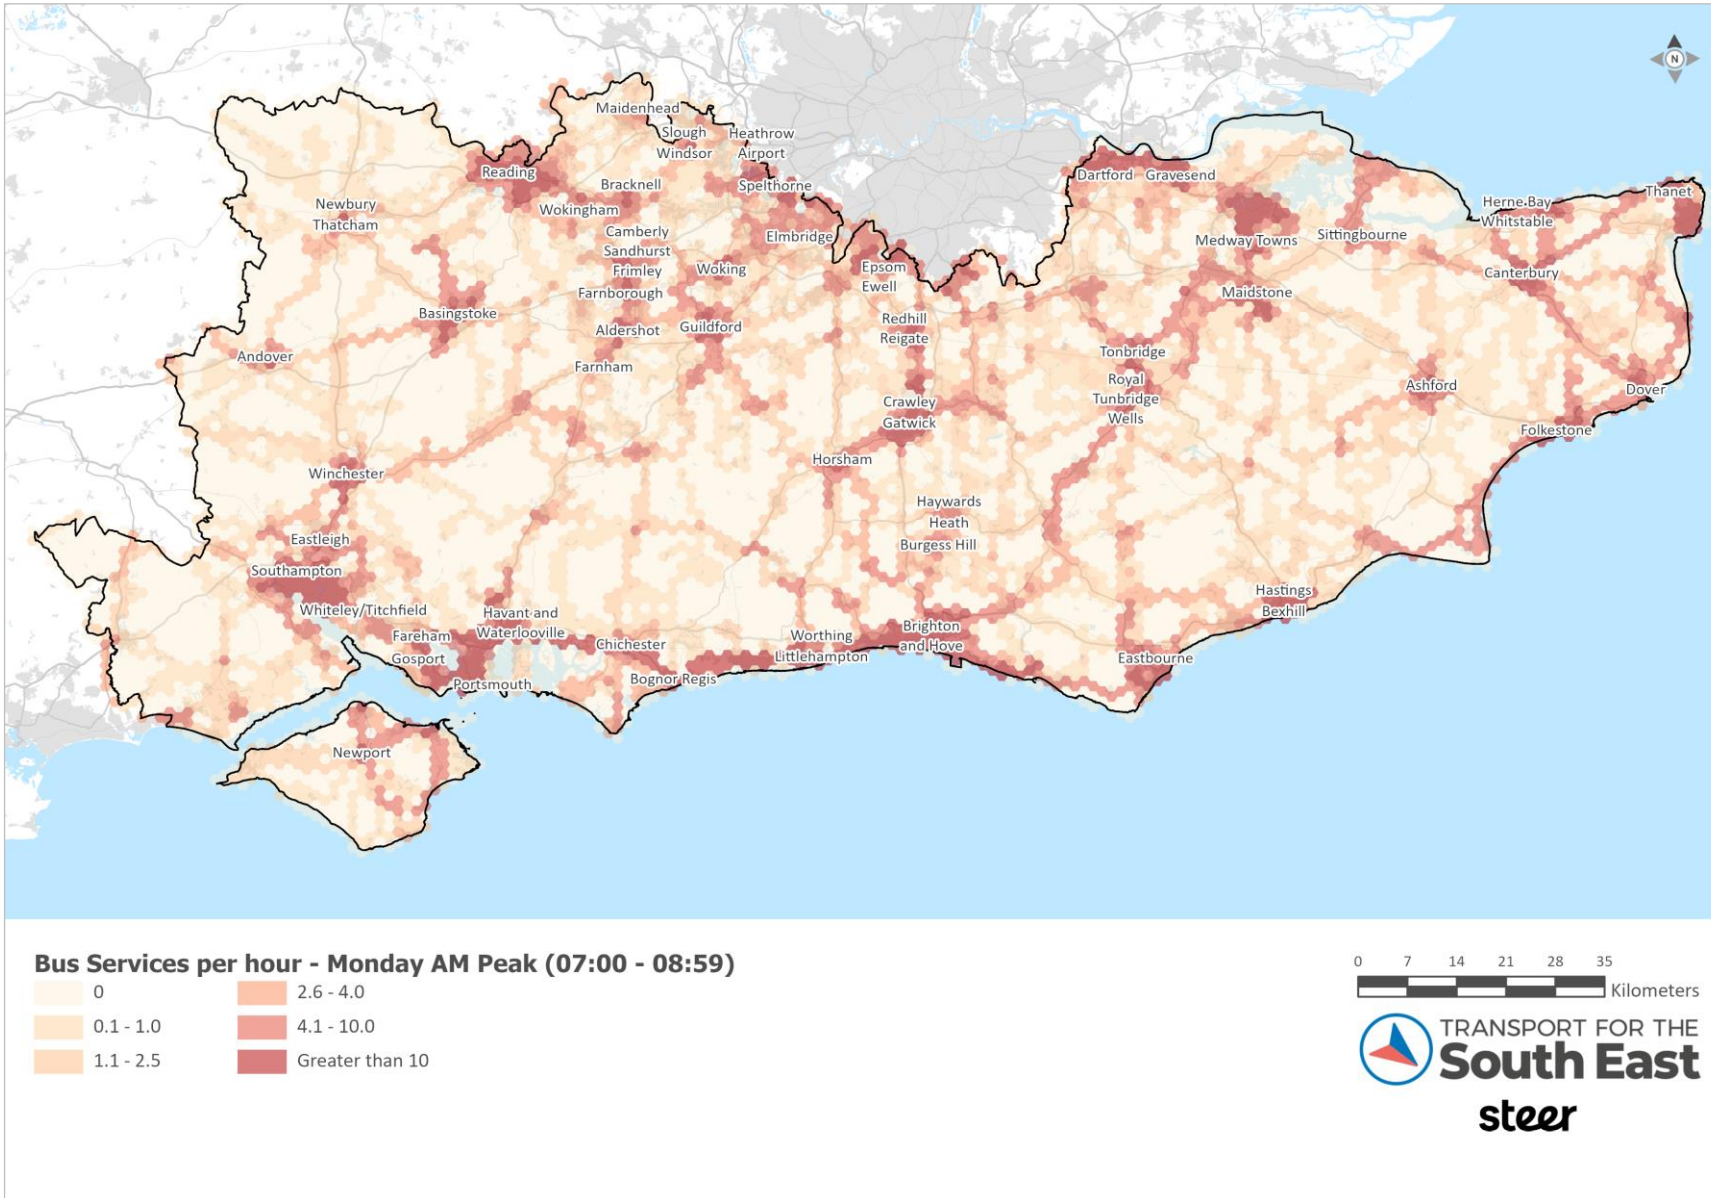 N
Maidenhead
Slough
Windsor
Heathrow
Airport
Reading
Bracknell
Spelthorne
Dartford
Gravesend
Thanet
Newbury
Thatcham
Wokingham
Herne Bay
Whitstable
Camberly
Sandhurst
Frimley
Elmbridge
Medway Towns
Sittingbourne
Woking
Epsom
Ewell
Canterbury
Farnborough
Maidstone
Basingstoke
Aldershot
Guildford
Redhill
Reigate
Andover
Farnham
Tonbridge
Royal
Tunbridge
Wells
Ashford
Dover
Crawley
Gatwick
Folkestone
Winchester
Horsham
Haywards
Heath
Burgess Hill
Eastleigh
Southampton
Whiteley/Titchfield
Havant and
Waterlooville
Hastings
Bexhill
Fareham
Gosport
Chichester
Worthing
Littlehampton
Brighton
and Hove
Eastbourne
Portsmouth
Bognor Regis
Newport
Bus Services per hour - Monday AM Peak (07:00 - 08:59)
0
0.1 - 1.0
1.1 - 2.5
2.6 - 4.0
4.1 - 10.0
Greater than 10
0 7 14 21 28 35
Kilometers
TRANSPORT FOR THE
South East
steer